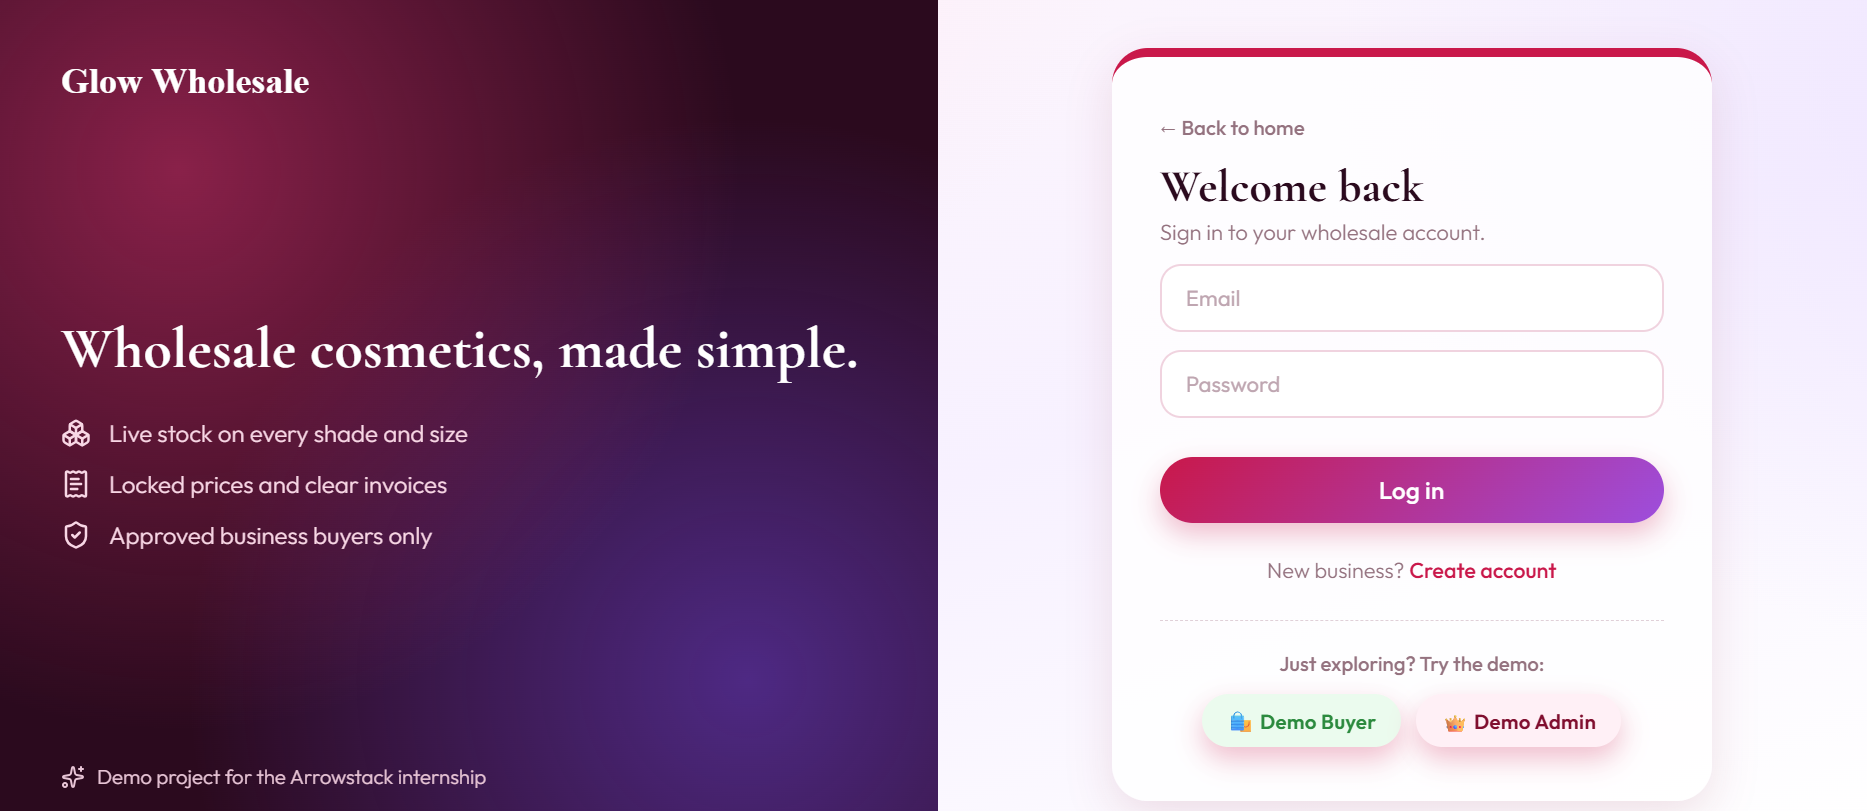 Glow Wholesale
Wholesale cosmetics, made simple.
Live stock on every shade and size
Locked prices and clear invoices
Approved business buyers only
Demo project for the Arrowstack internship
← Back to home
Welcome back
Sign in to your wholesale account.
Email
Password
Log in
New business? Create account
Just exploring? Try the demo:
Demo Buyer
Demo Admin